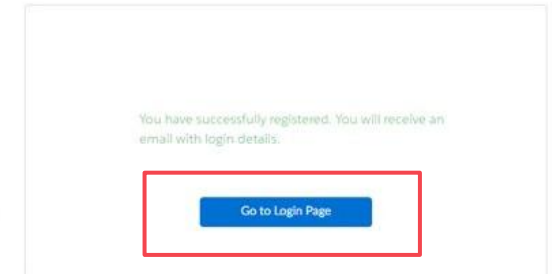 You have successfully registered. You will receive an
email with login details.
Go to Login Page